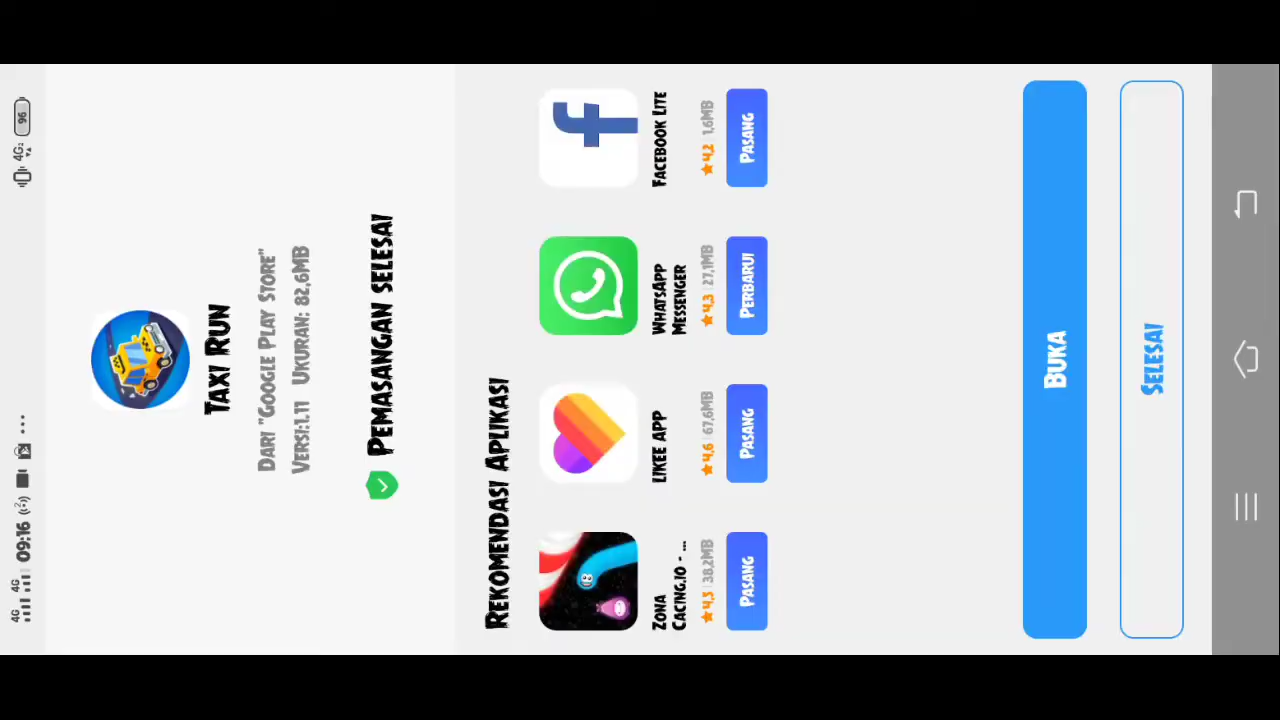 4G 4G 09:16 ... 4G2 96
Taxi Run
Dari "Google Play Store"
Versi:1.11 Ukuran: 82,6MB
Pemasangan selesai
Rekomendasi Aplikasi
Zona Cacing.io - ...
4,3 | 38,2MB
Pasang
Likee App
4,6 | 67,6MB
Pasang
WhatsApp Messenger
4,3 | 27,1MB
Perbarui
Facebook Lite
4,2 | 1,6MB
Pasang
Buka
Selesai